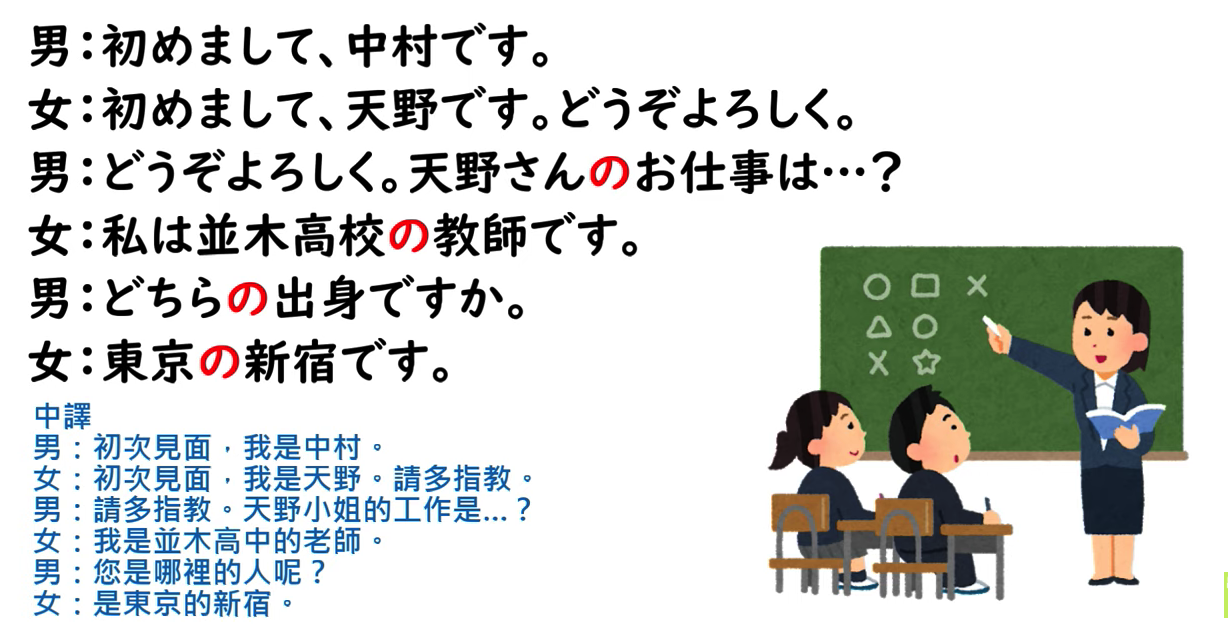 男：初めまして、中村です。
女：初めまして、天野です。どうぞよろしく。
男：どうぞよろしく。天野さんのお仕事は…？
女：私は並木高校の教師です。
男：どちらの出身ですか。
女：東京の新宿です。
中譯
男：初次見面，我是中村。
女：初次見面，我是天野。請多指教。
男：請多指教。天野小姐的工作是…？
女：我是並木高中的老師。
男：您是哪裡的人呢？
女：是東京的新宿。